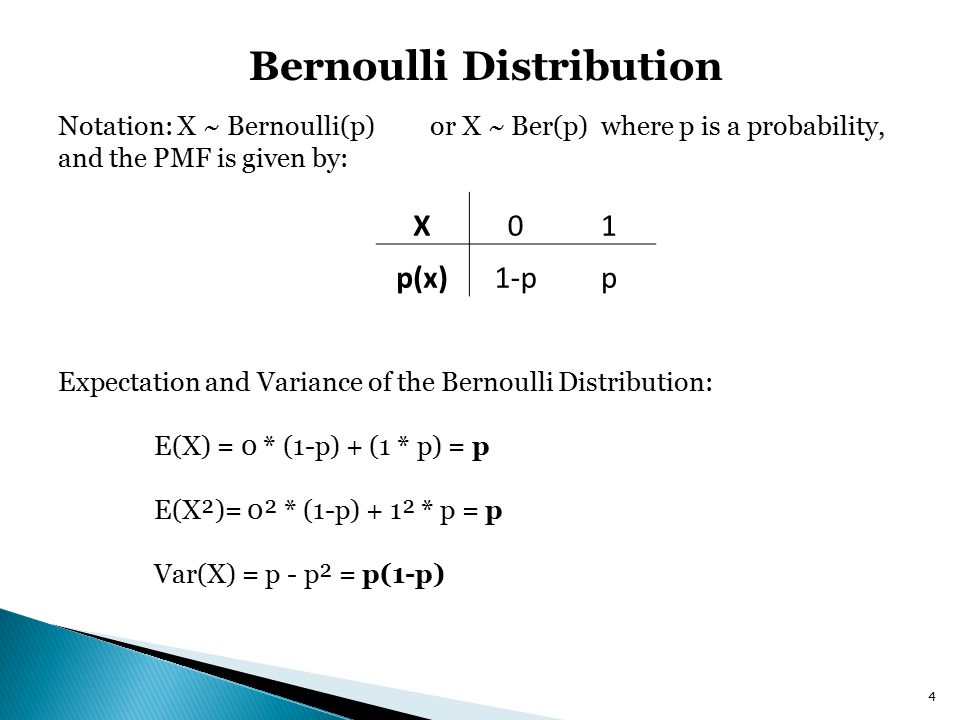 Bernoulli Distribution
Notation: X ~ Bernoulli(p) or X ~ Ber(p) where p is a probability,
and the PMF is given by:
X 0 1
p(x) 1-p p
Expectation and Variance of the Bernoulli Distribution:
E(X) = 0 * (1-p) + (1 * p) = p
E(X²)= 0² * (1-p) + 1² * p = p
Var(X) = p - p² = p(1-p)
4